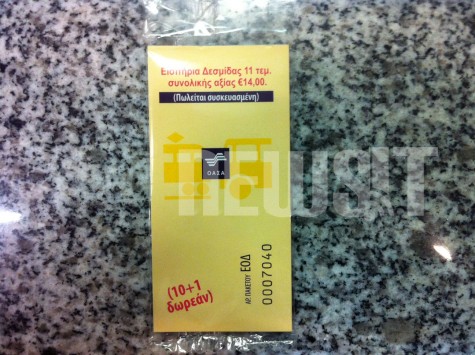 Εισιτήρια Δεσμίδας 11 τεμ.
συνολικής αξίας €14,00.
(Πωλείται συσκευασμένη)
ΟΑΣΑ
NEWSIT
(10+1
δωρεάν)
ΑΡ. ΠΑΚΕΤΟΥ ΕΟΔ
0007040